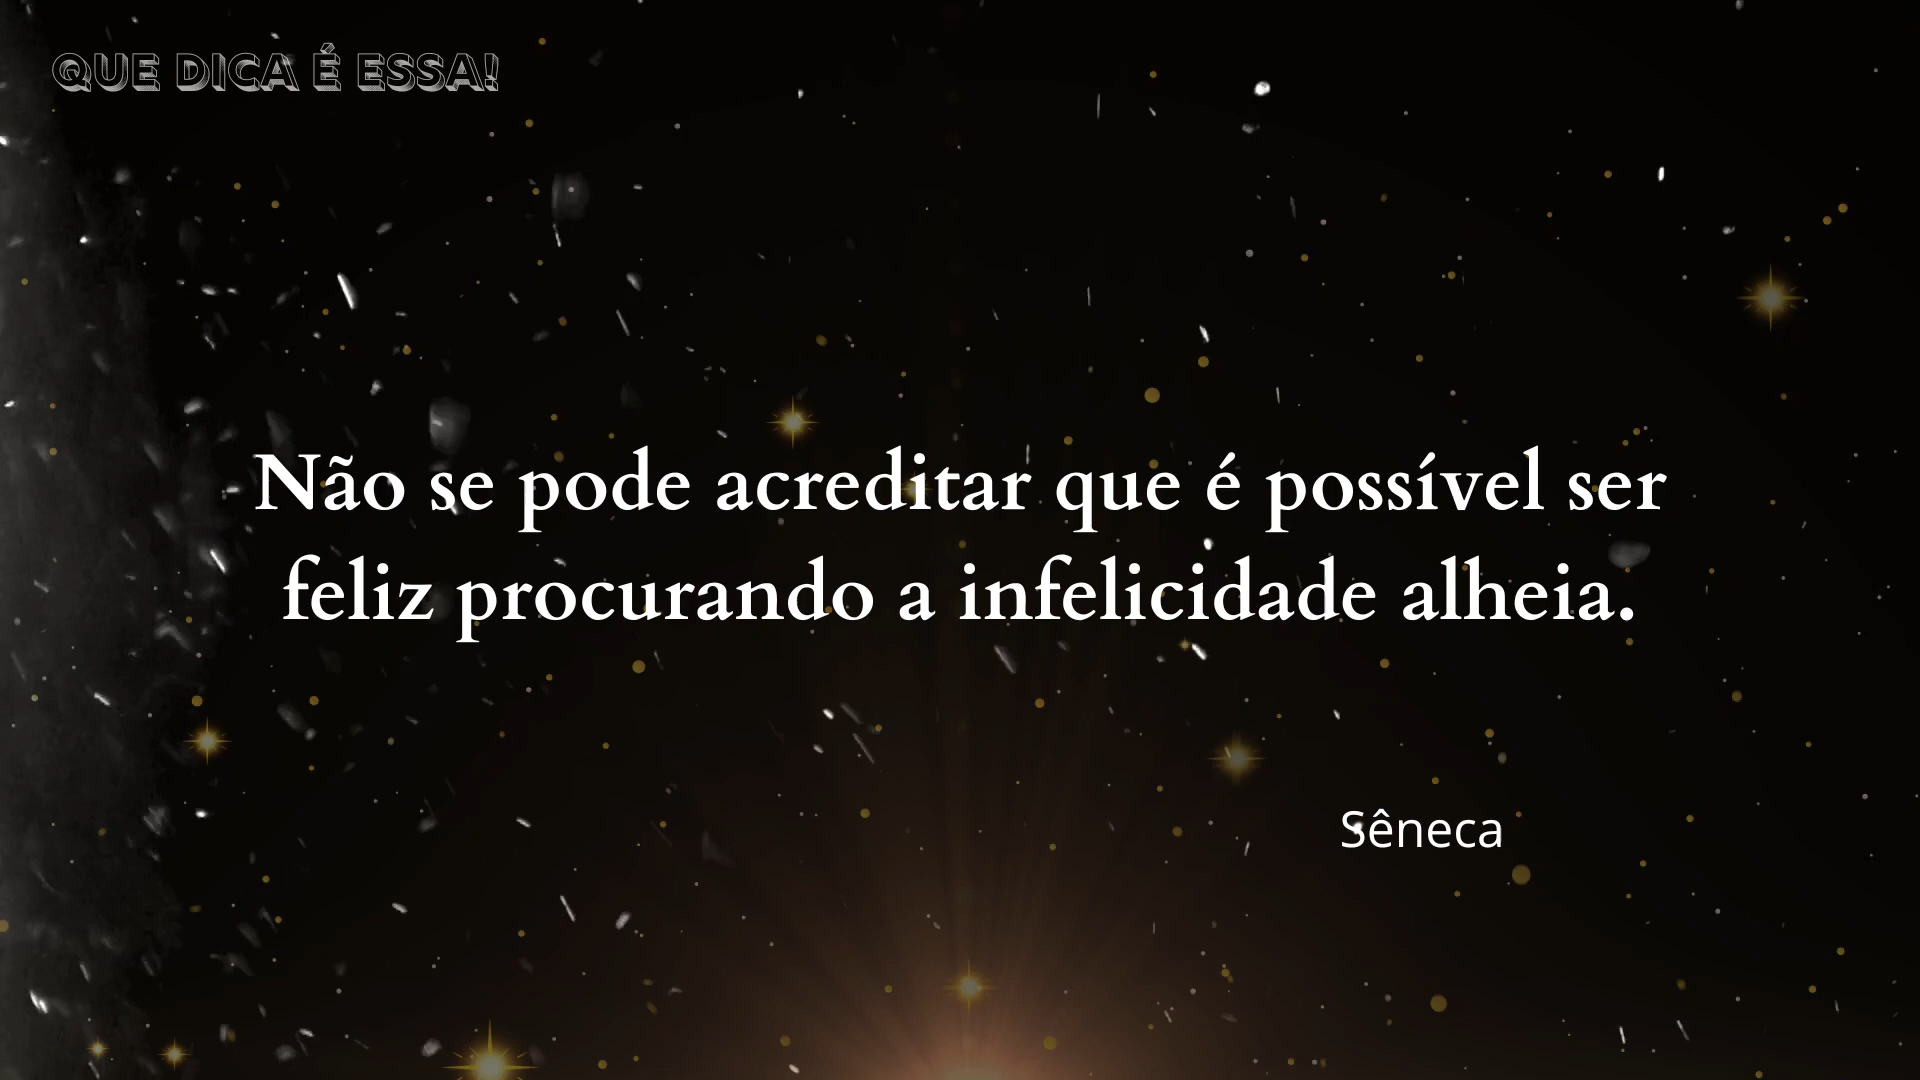 QUE DICA É ESSA!
Não se pode acreditar que é possível ser
feliz procurando a infelicidade alheia.
Sêneca